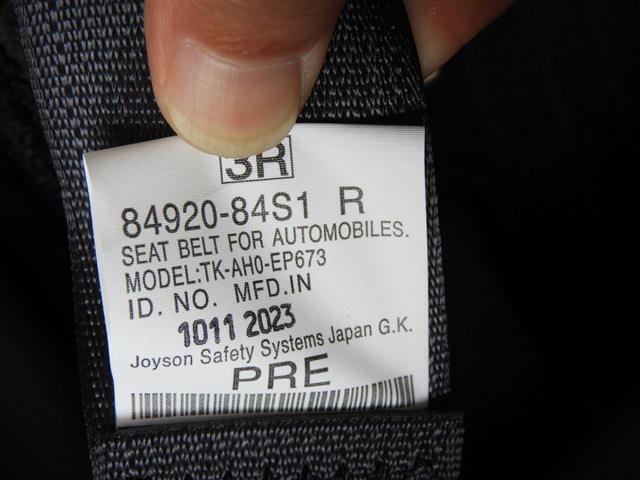 3R
84920-84S1 R
SEAT BELT FOR AUTOMOBILES.
MODEL:TK-AH0-EP673
ID. NO. MFD.IN
1011 2023
Joyson Safety Systems Japan G.K.
PRE